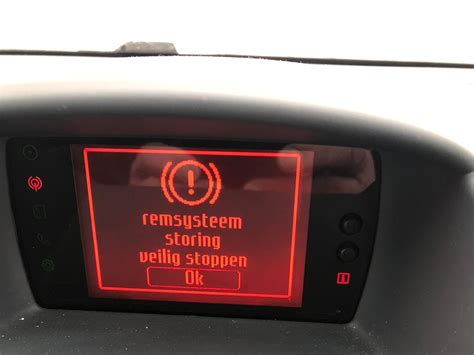 remsysteem
storing
veilig stoppen
Ok